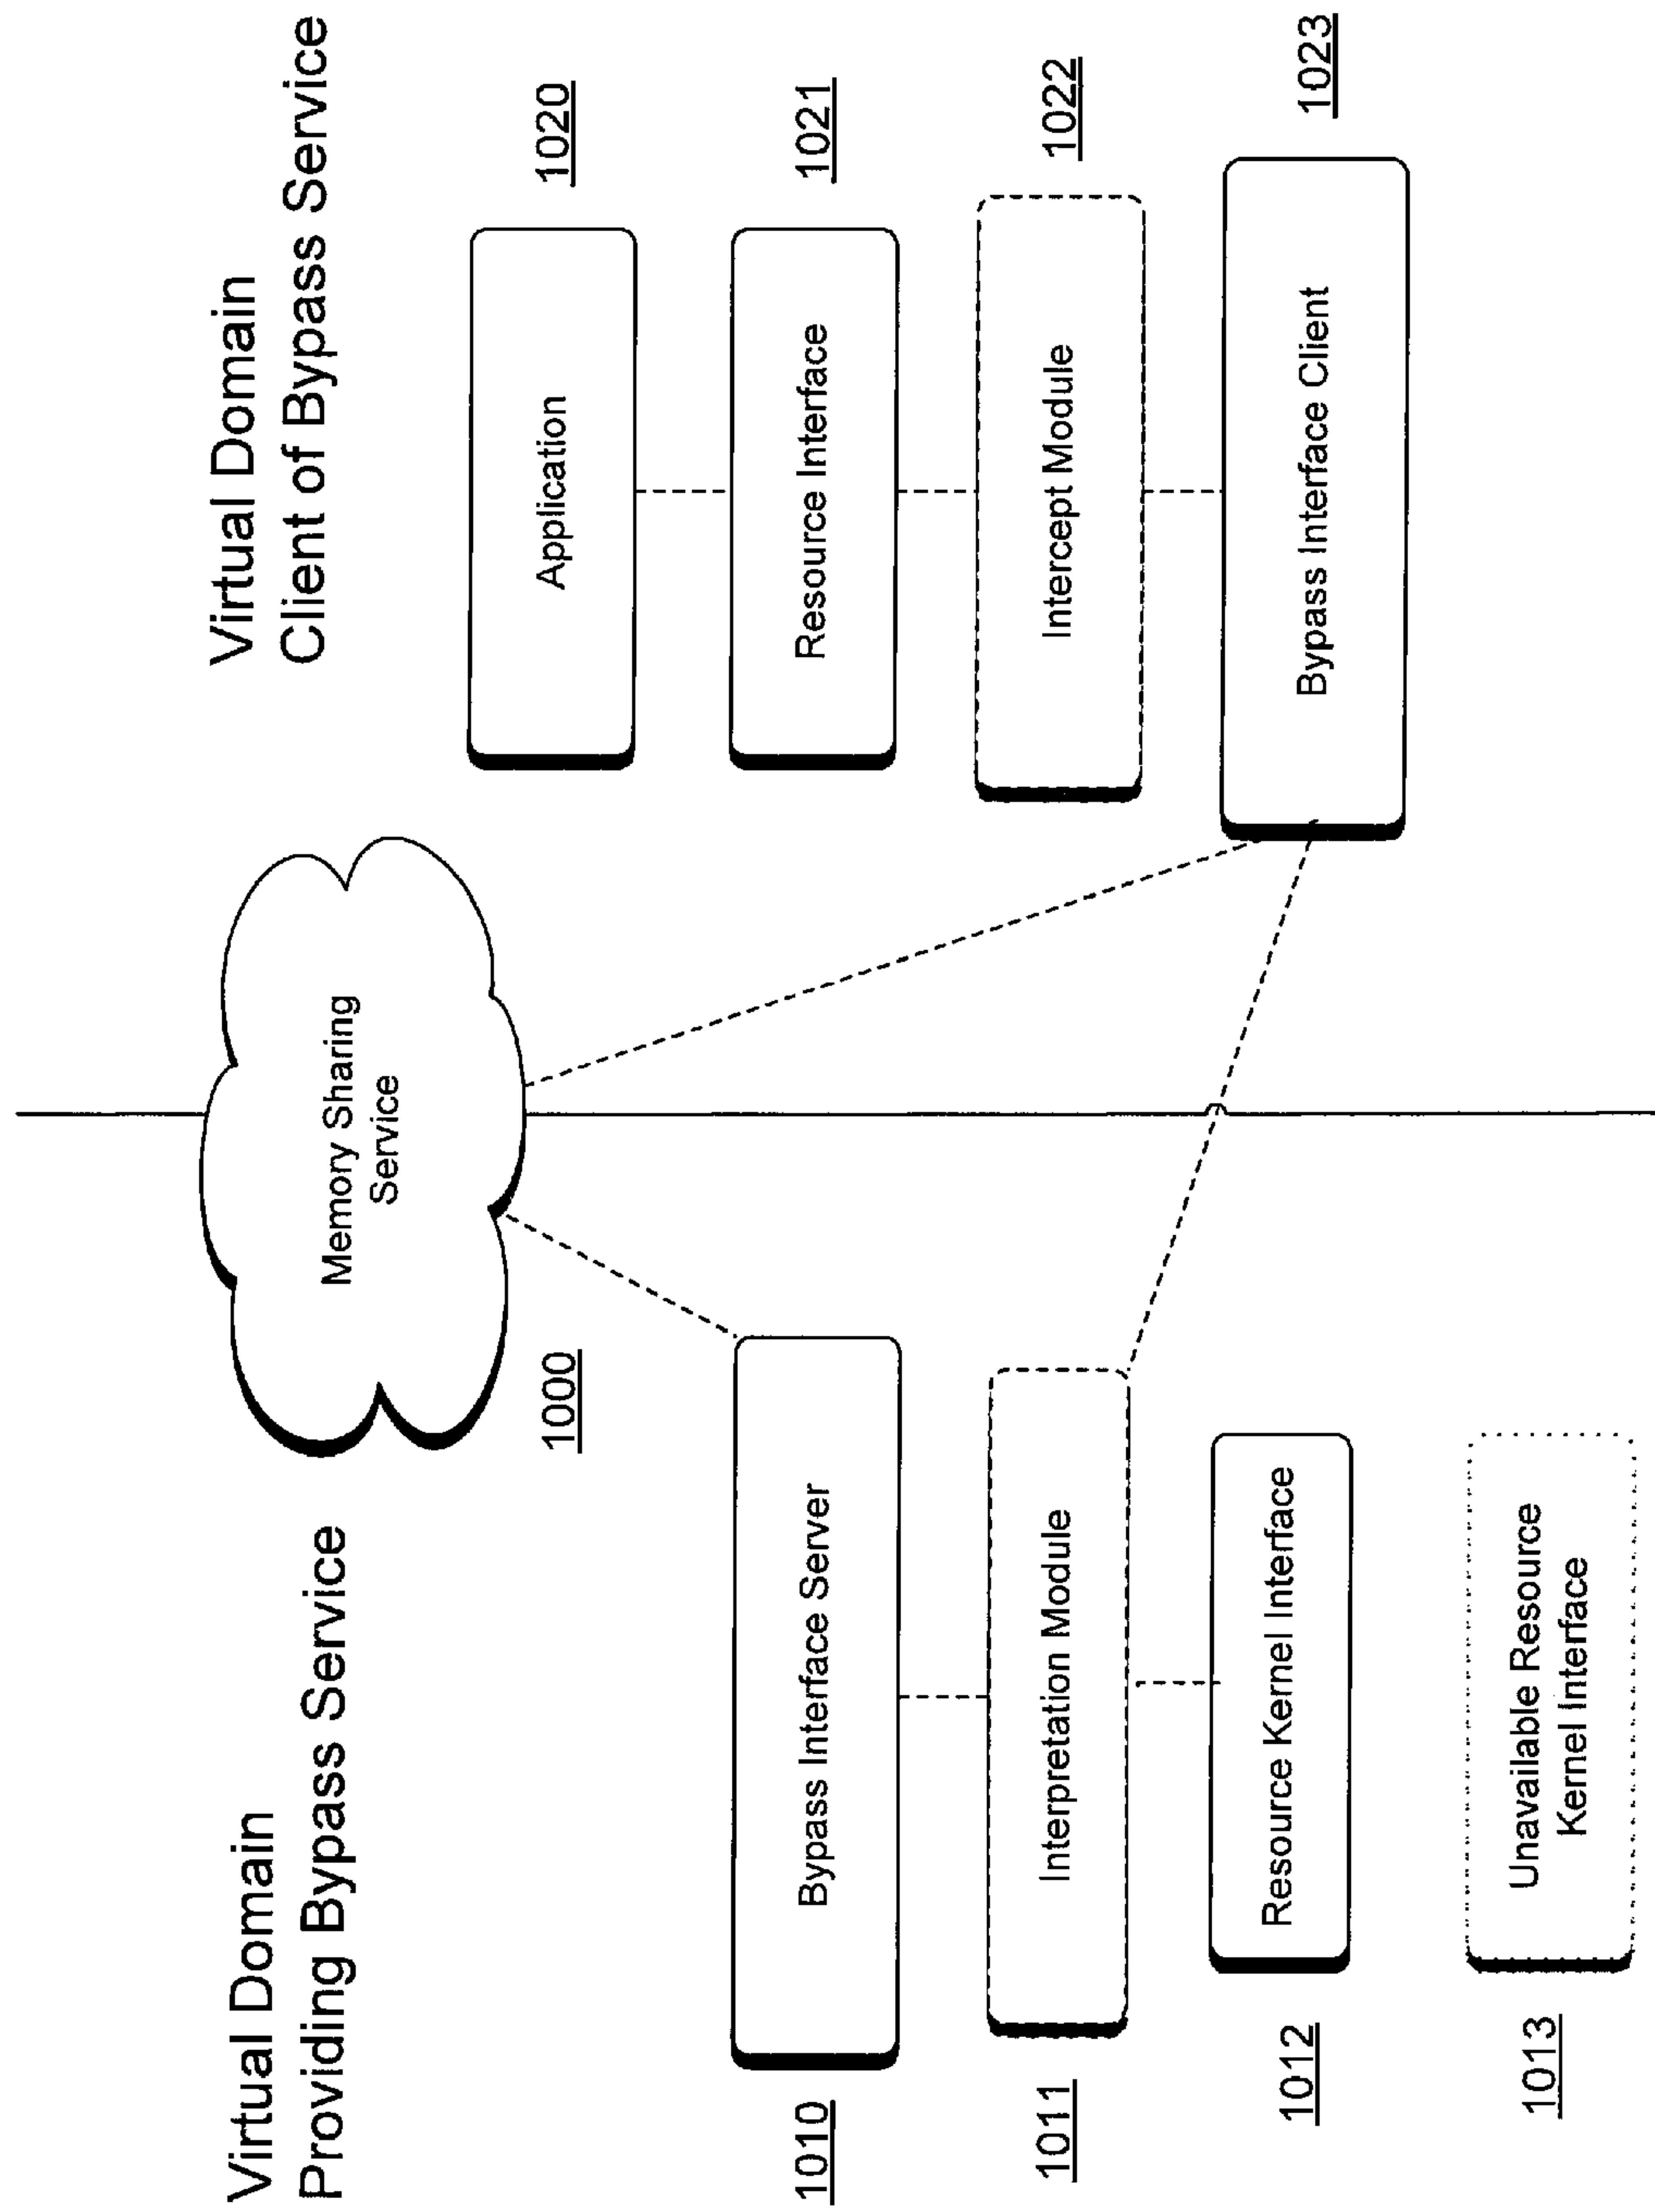 Virtual Domain
Providing Bypass Service
Virtual Domain
Client of Bypass Service
Memory Sharing
Service
1000
1010
Bypass Interface Server
1011
Interpretation Module
1012
Resource Kernel Interface
1013
Unavailable Resource
Kernel Interface
Application
1020
Resource Interface
1021
Intercept Module
1022
Bypass Interface Client
1023